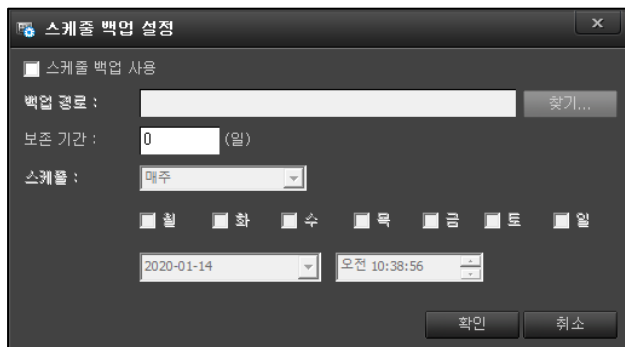 스케줄 백업 설정
스케줄 백업 사용
백업 경로 : 찾기...
보존 기간 : 0 (일)
스케쥴 : 매주
월 화 수 목 금 토 일
2020-01-14 오전 10:38:56
확인 취소